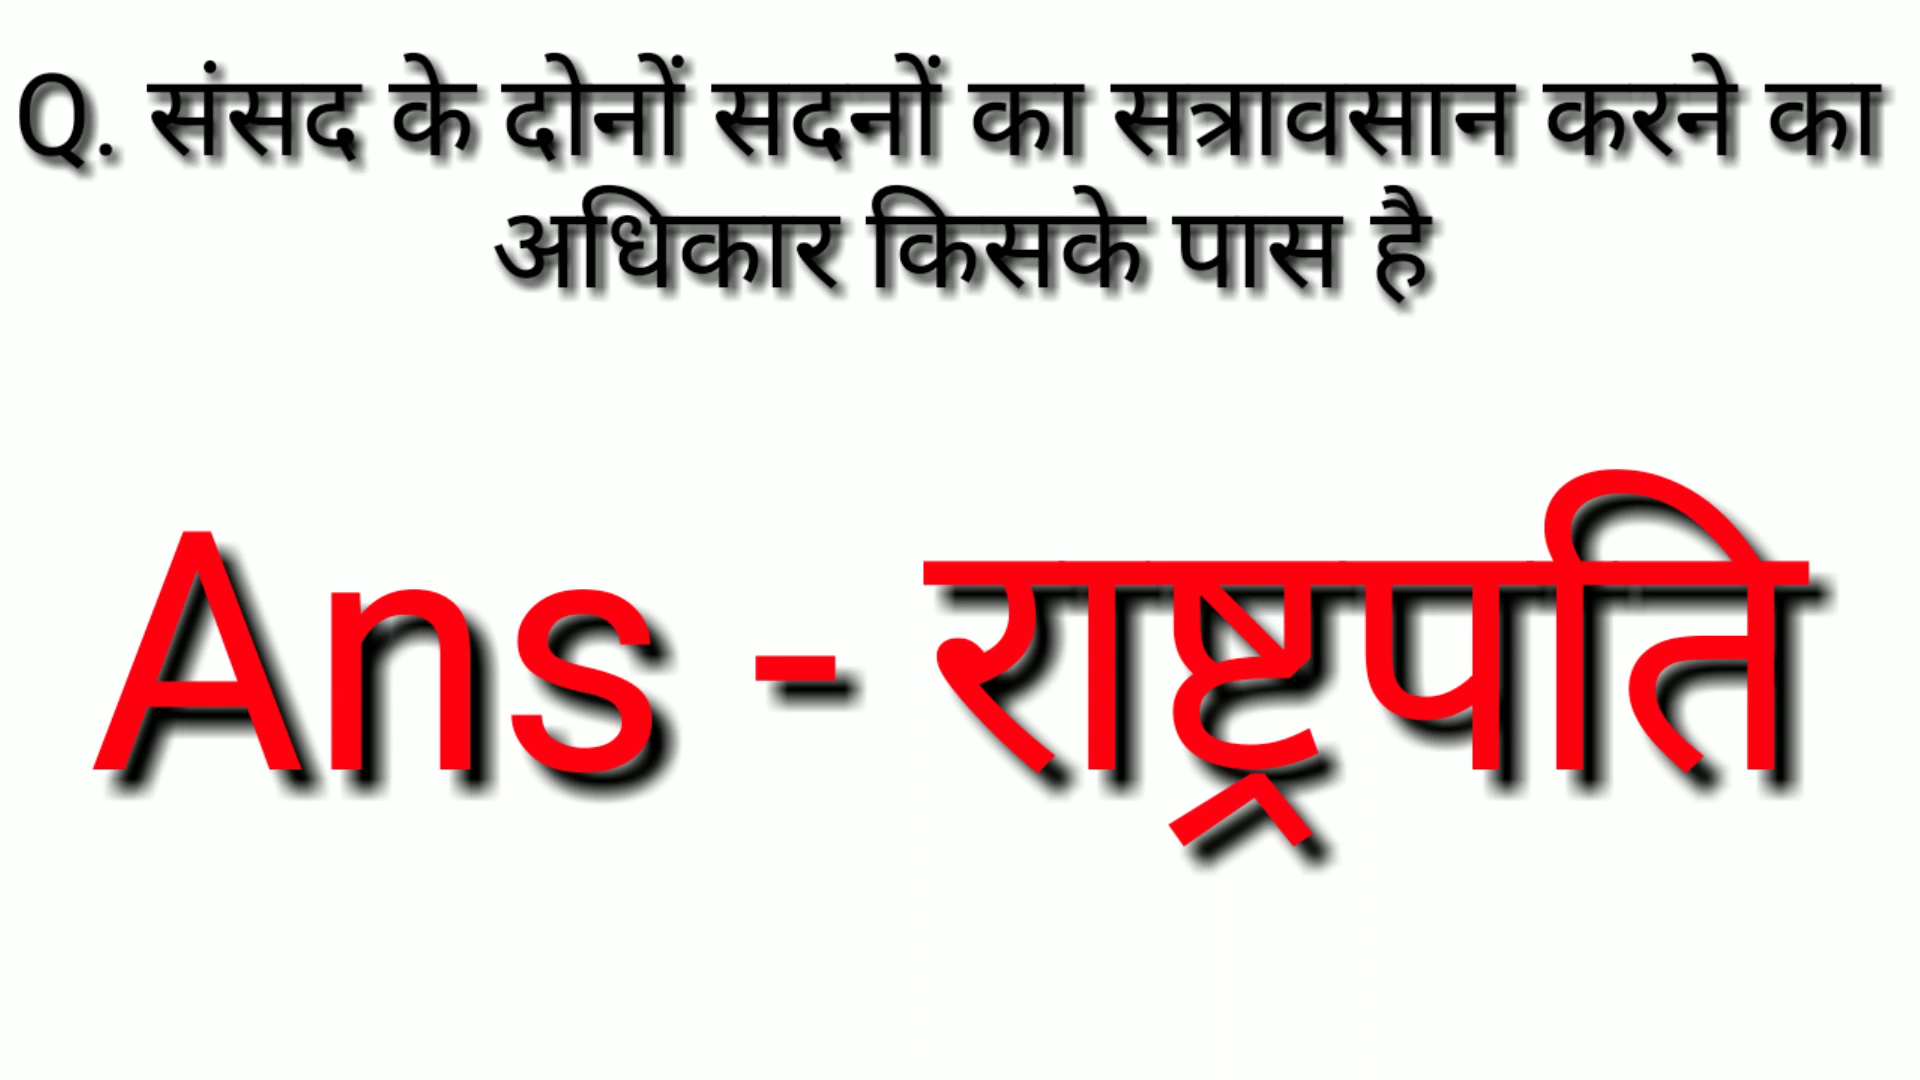 Q. संसद के दोनों सदनों का सत्रावसान करने का
अधिकार किसके पास है
Ans - राष्ट्रपति